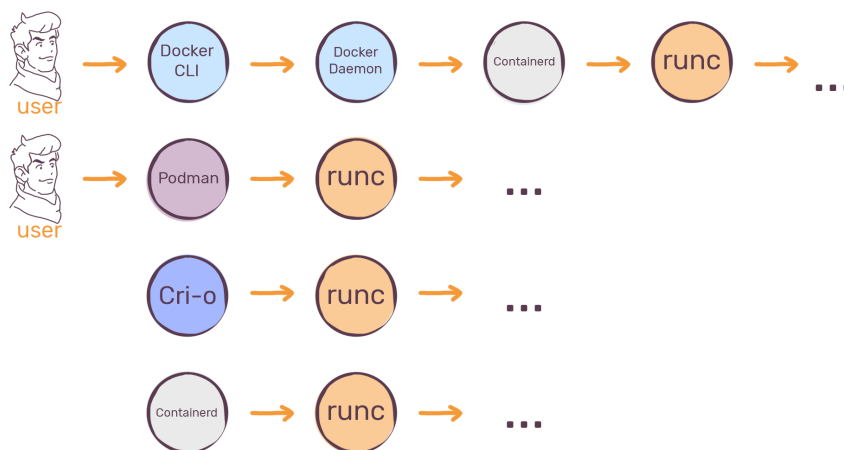 Docker
CLI
Docker
Daemon
Containerd
runc
...
user
Podman
runc
...
user
Cri-o
runc
...
Containerd
runc
...